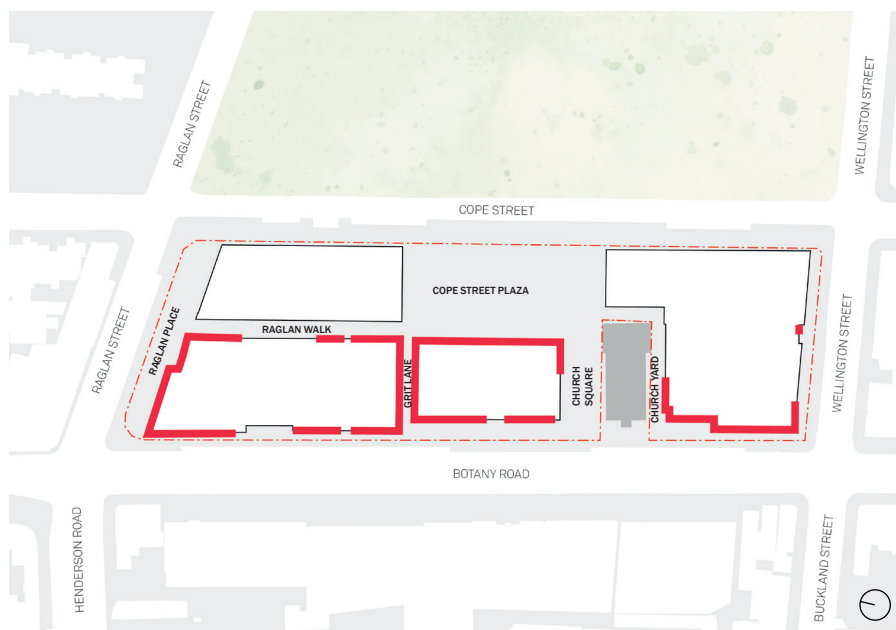 RAGLAN STREET
WELLINGTON STREET
COPE STREET
COPE STREET PLAZA
RAGLAN STREET
RAGLAN PLACE
RAGLAN WALK
GRIT LANE
CHURCH
SQUARE
CHURCH YARD
WELLINGTON STREET
BOTANY ROAD
HENDERSON ROAD
BUCKLAND STREET